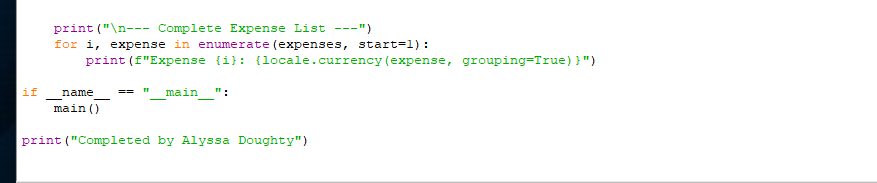 print("\n--- Complete Expense List ---")
for i, expense in enumerate(expenses, start=1):
print(f"Expense {i}: {locale.currency(expense, grouping=True)}")
if __name__ == "__main__":
main()
print("Completed by Alyssa Doughty")